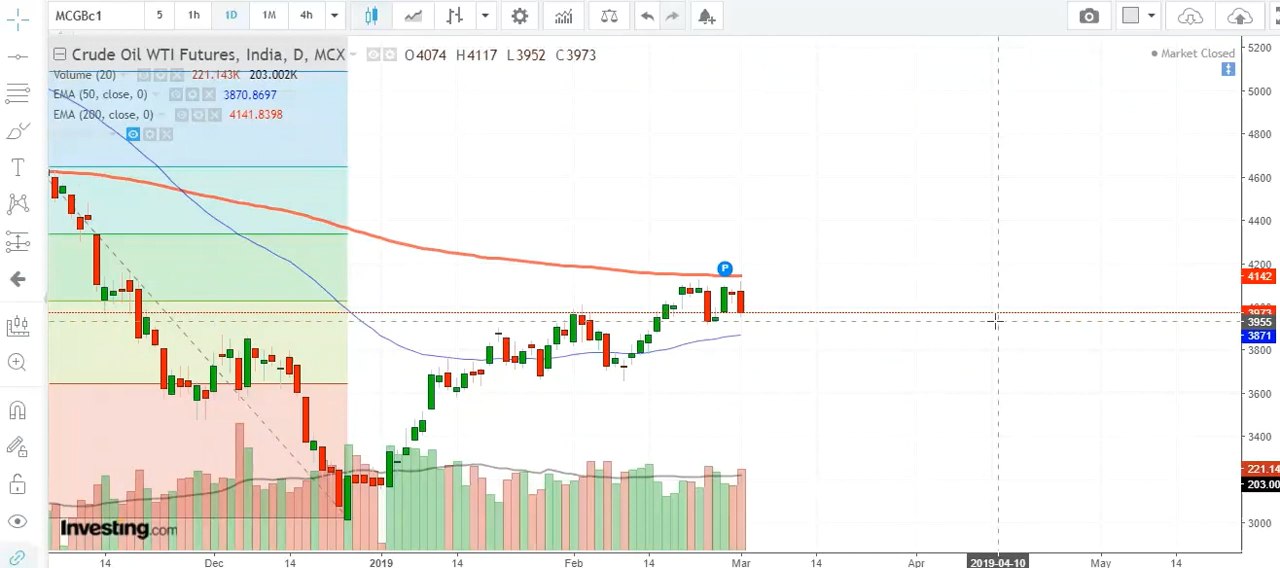 MCGBc1 5 1h 1D 1M 4h
Crude Oil WTI Futures, India, D, MCX O4074 H4117 L3952 C3973
Market Closed
Volume (20) 221.143K 203.002K
EMA (50, close, 0) 3870.8697
EMA (200, close, 0) 4141.8398
5200
5000
4800
4600
4400
4200
P
4142
3973
3955
3871
3800
3600
3400
3200
221.14
203.00
3000
Investing.com
14 Dec 14 2019 14 Feb 14 Mar 14 Apr 2019-04-10 May 14